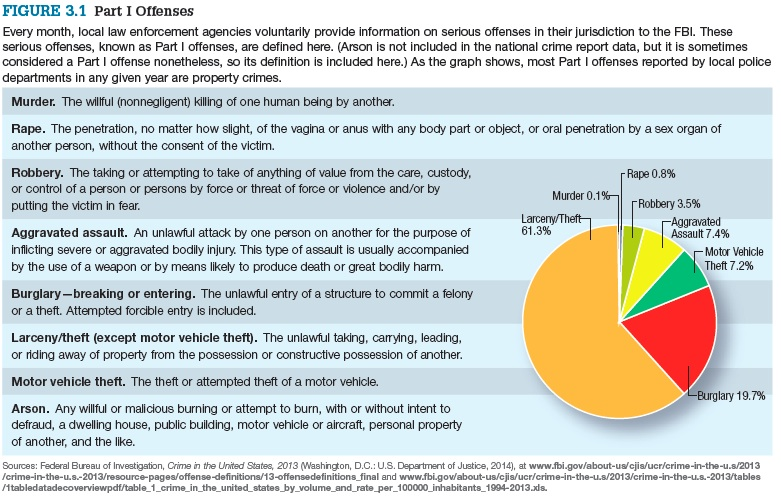 FIGURE 3.1 Part I Offenses
Every month, local law enforcement agencies voluntarily provide information on serious offenses in their jurisdiction to the FBI. These
serious offenses, known as Part I offenses, are defined here. (Arson is not included in the national crime report data, but it is sometimes
considered a Part I offense nonetheless, so its definition is included here.) As the graph shows, most Part I offenses reported by local police
departments in any given year are property crimes.
Murder. The willful (nonnegligent) killing of one human being by another.
Rape. The penetration, no matter how slight, of the vagina or anus with any body part or object, or oral penetration by a sex organ of
another person, without the consent of the victim.
Robbery. The taking or attempting to take of anything of value from the care, custody,
or control of a person or persons by force or threat of force or violence and/or by
putting the victim in fear.
Aggravated assault. An unlawful attack by one person on another for the purpose of
inflicting severe or aggravated bodily injury. This type of assault is usually accompanied
by the use of a weapon or by means likely to produce death or great bodily harm.
Burglary—breaking or entering. The unlawful entry of a structure to commit a felony
or a theft. Attempted forcible entry is included.
Larceny/theft (except motor vehicle theft). The unlawful taking, carrying, leading,
or riding away of property from the possession or constructive possession of another.
Motor vehicle theft. The theft or attempted theft of a motor vehicle.
Arson. Any willful or malicious burning or attempt to burn, with or without intent to
defraud, a dwelling house, public building, motor vehicle or aircraft, personal property
of another, and the like.
Rape 0.8%
Murder 0.1%
Robbery 3.5%
Larceny/Theft
61.3%
Aggravated
Assault 7.4%
Motor Vehicle
Theft 7.2%
Burglary 19.7%
Sources: Federal Bureau of Investigation, Crime in the United States, 2013 (Washington, D.C.: U.S. Department of Justice, 2014), at www.fbi.gov/about-us/cjis/ucr/crime-in-the-u.s/2013
/crime-in-the-u.s.-2013/resource-pages/offense-definitions/13-offensedefinitions_final and www.fbi.gov/about-us/cjis/ucr/crime-in-the-u.s/2013/crime-in-the-u.s.-2013/tables
/1tabledatadecoverviewpdf/table_1_crime_in_the_united_states_by_volume_and_rate_per_100000_inhabitants_1994-2013.xls.